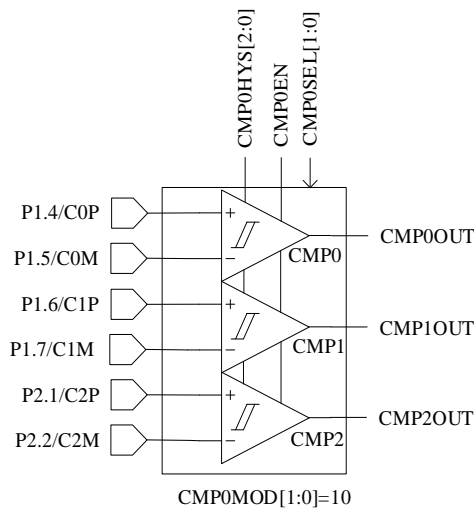 CMP0HYS[2:0]
CMP0EN
CMP0SEL[1:0]
P1.4/C0P
+
CMP0OUT
P1.5/C0M
−
CMP0
P1.6/C1P
+
CMP1OUT
P1.7/C1M
−
CMP1
P2.1/C2P
+
CMP2OUT
P2.2/C2M
−
CMP2
CMP0MOD[1:0]=10